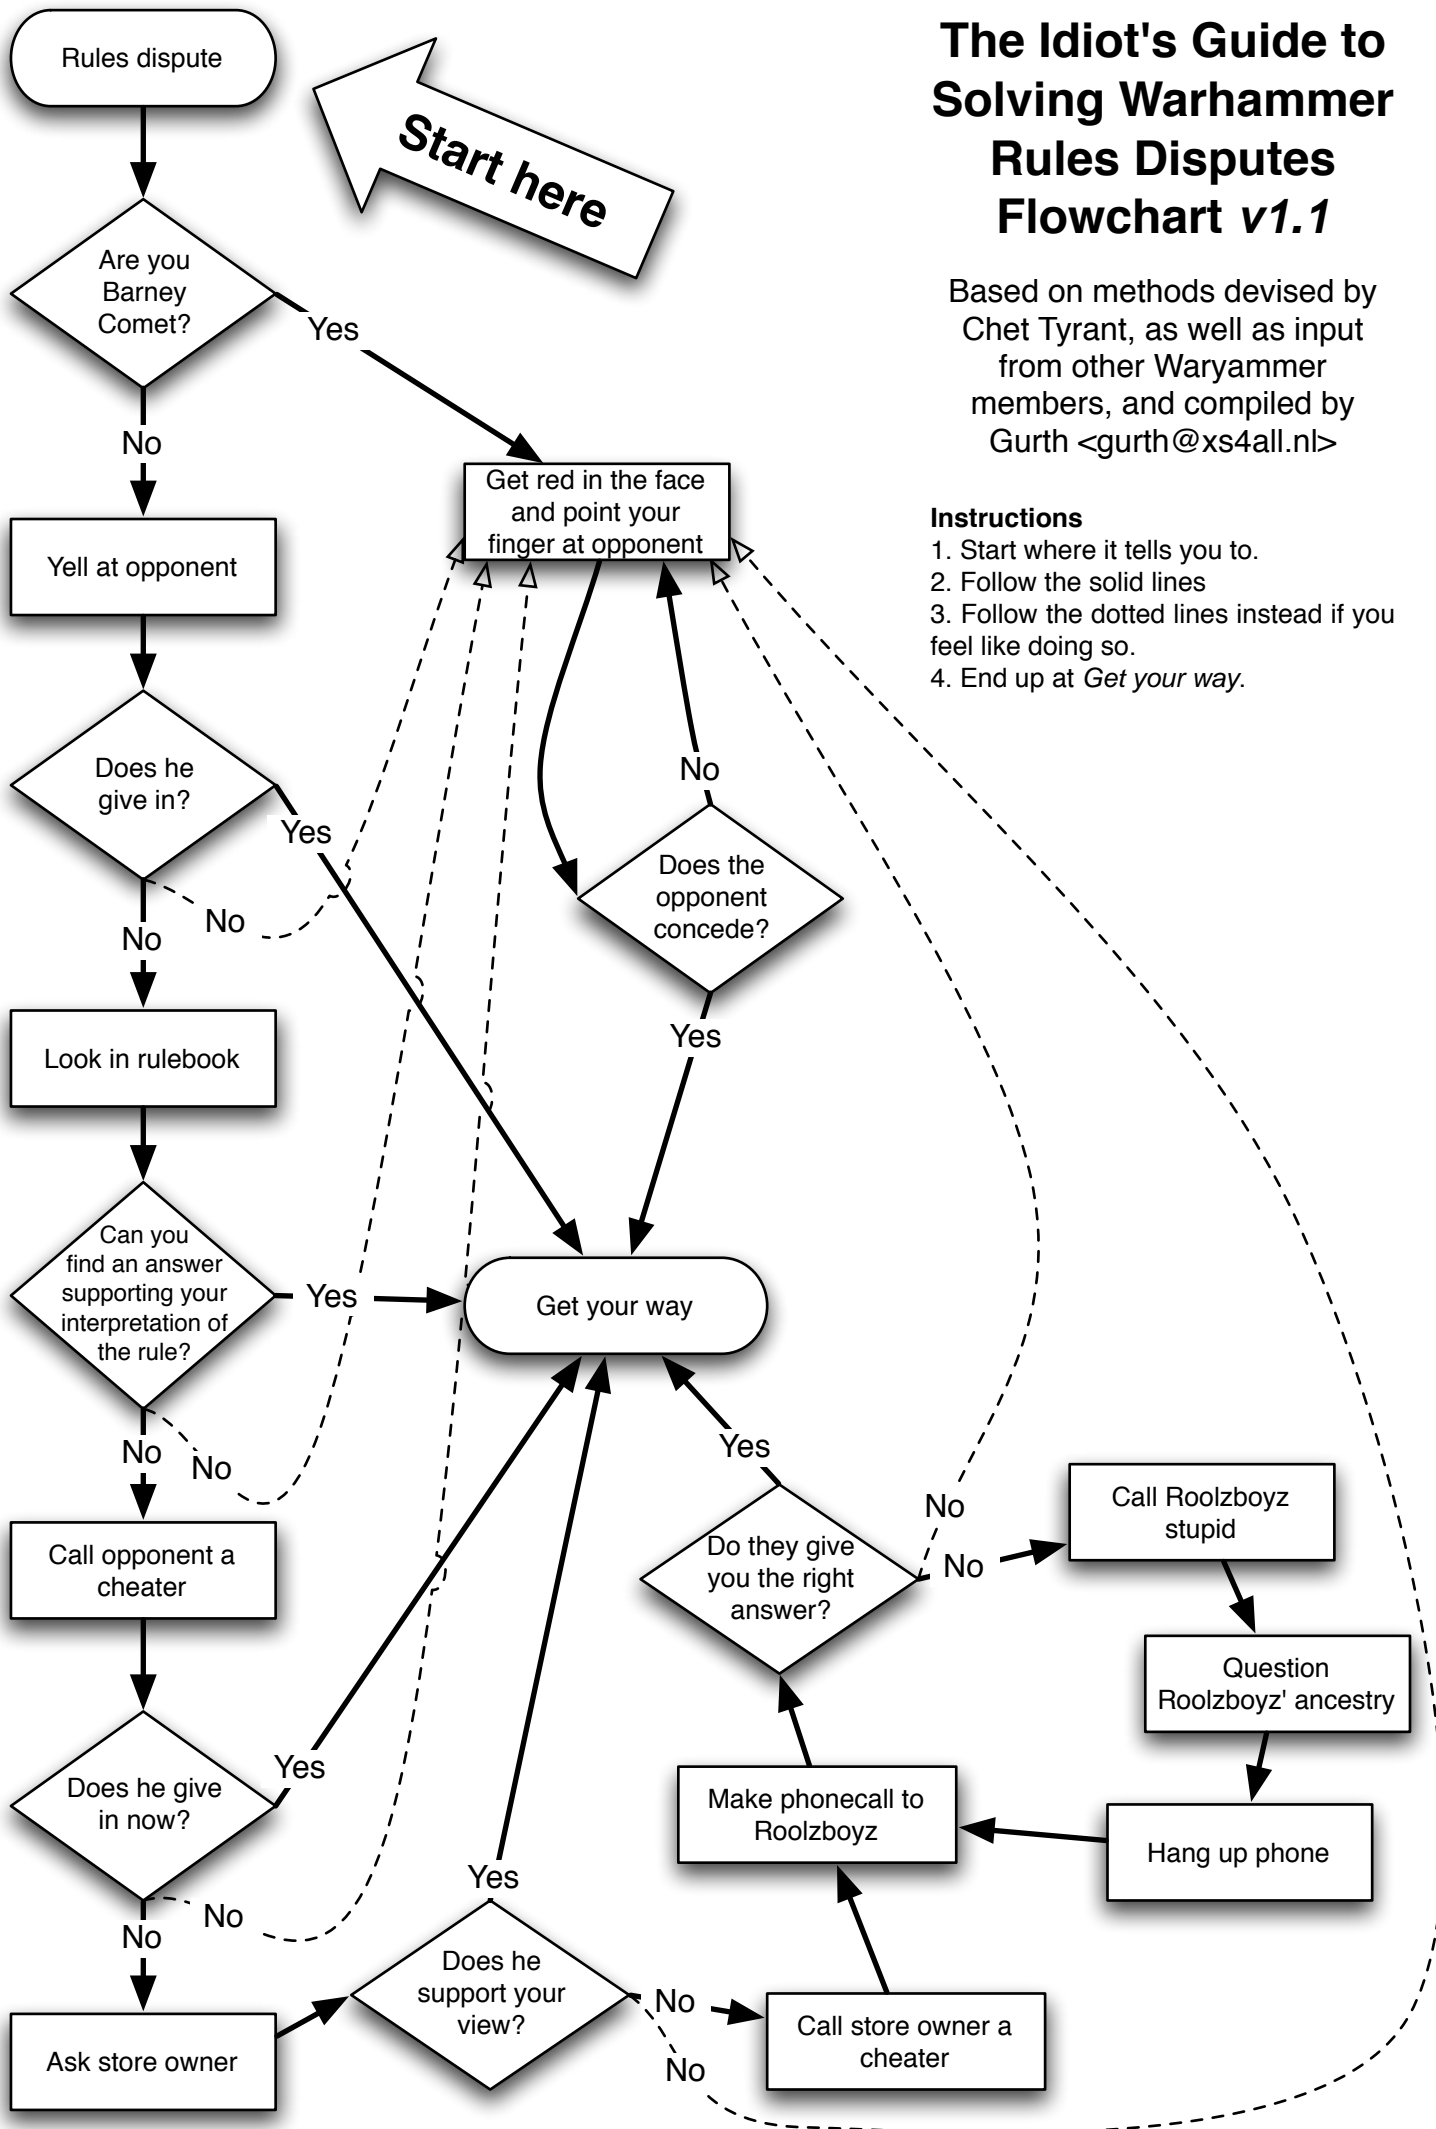 Rules dispute
Start here
The Idiot's Guide to
Solving Warhammer
Rules Disputes
Flowchart v1.1
Based on methods devised by
Chet Tyrant, as well as input
from other Waryammer
members, and compiled by
Gurth <gurth@xs4all.nl>
Instructions
1. Start where it tells you to.
2. Follow the solid lines
3. Follow the dotted lines instead if you
feel like doing so.
4. End up at Get your way.
Are you
Barney
Comet?
Yes
No
Get red in the face
and point your
finger at opponent
Yell at opponent
Does he
give in?
Yes
No
No
No
Does the
opponent
concede?
Yes
Look in rulebook
Can you
find an answer
supporting your
interpretation of
the rule?
Yes
Get your way
No
No
Yes
Call opponent a
cheater
Do they give
you the right
answer?
No
No
Call Roolzboyz
stupid
Question
Roolzboyz' ancestry
Hang up phone
Make phonecall to
Roolzboyz
Does he give
in now?
Yes
No
No
Yes
Ask store owner
Does he
support your
view?
No
No
Call store owner a
cheater